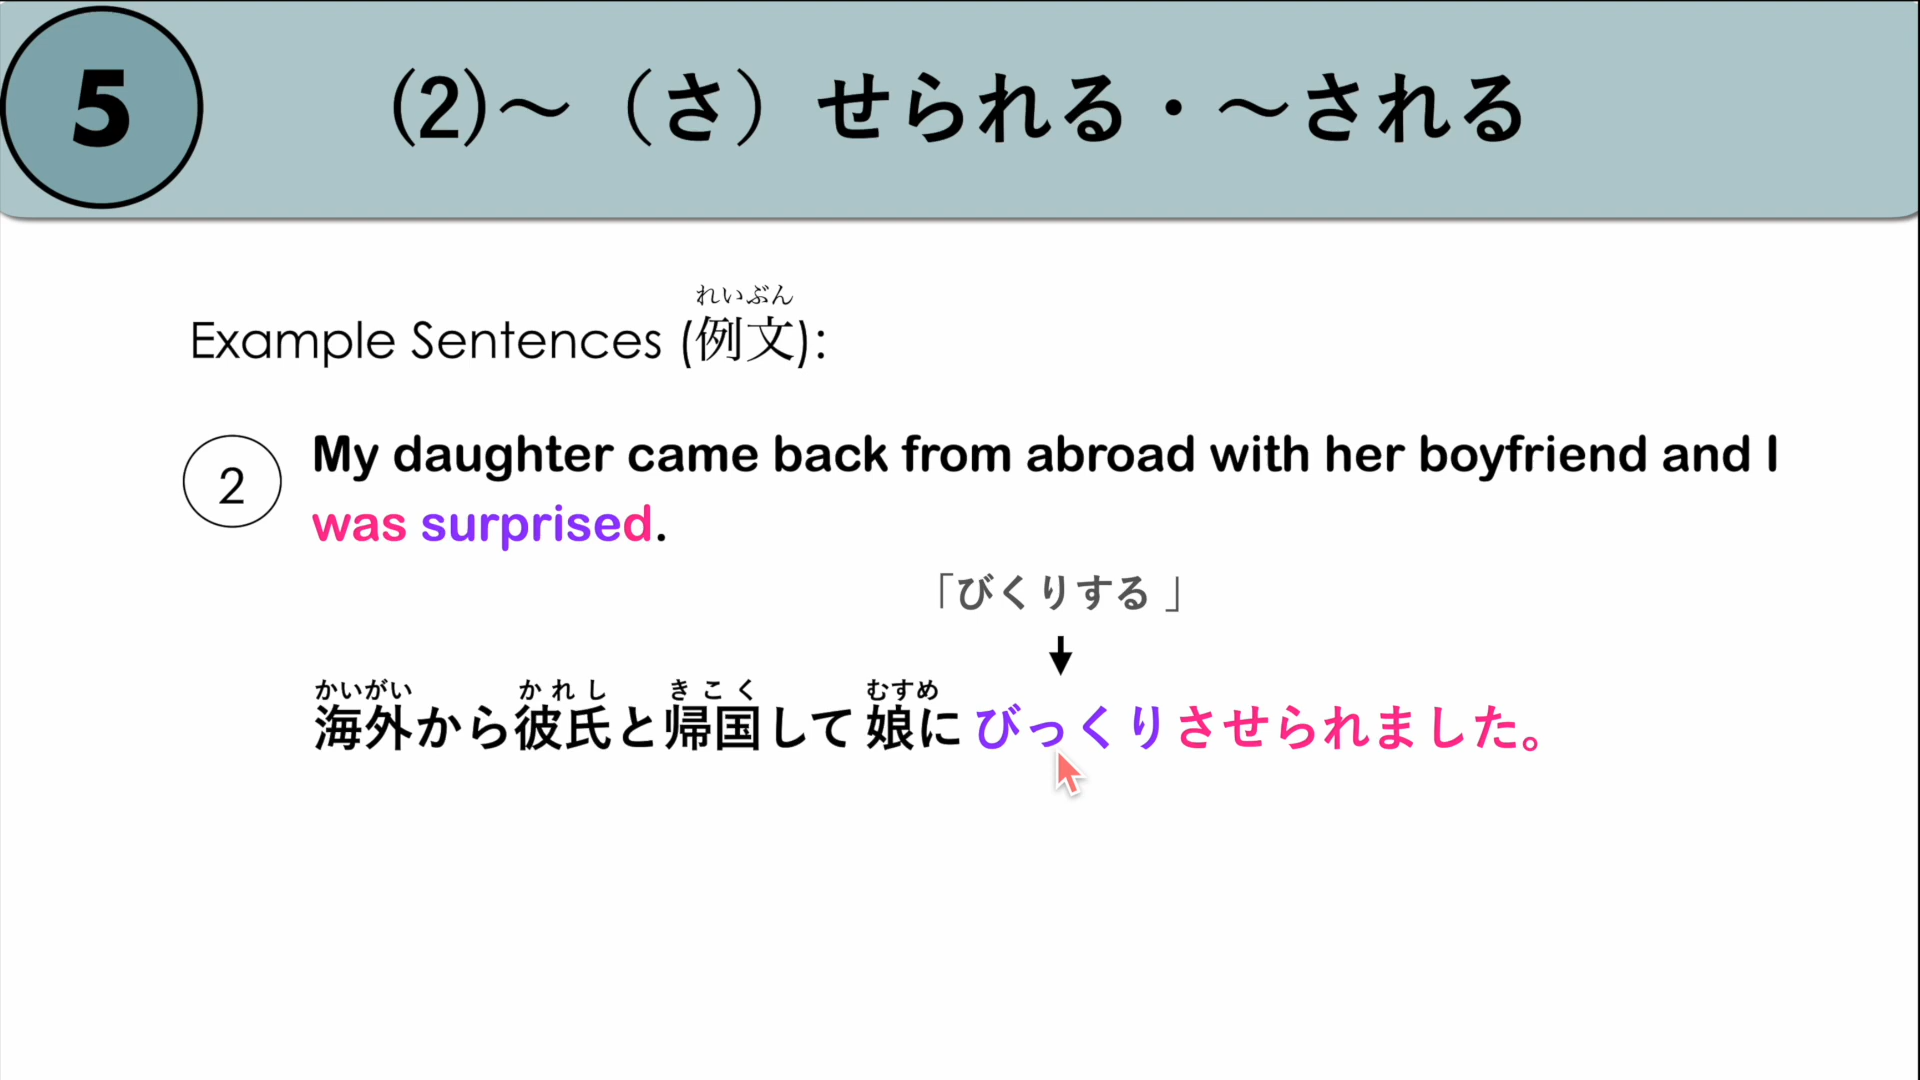 5
(2)～（さ）せられる・～される
れいぶん
Example Sentences (例文):
2
My daughter came back from abroad with her boyfriend and I
was surprised.
「びくりする 」
かいがい かれし きこく むすめ
海外から彼氏と帰国して 娘に びっくりさせられました。